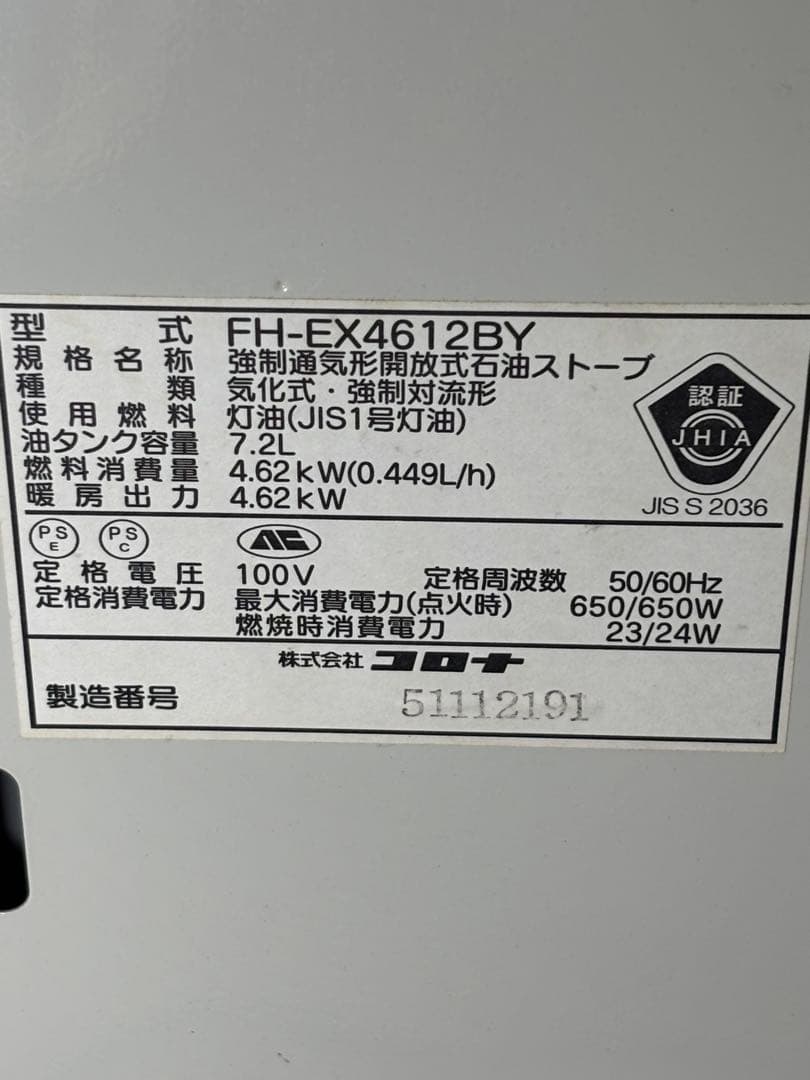 型式 FH-EX4612BY
規格名称 強制通気形開放式石油ストーブ
種類 気化式・強制対流形
使用燃料 灯油(JIS1号灯油)
油タンク容量 7.2L
燃料消費量 4.62kW(0.449L/h)
暖房出力 4.62kW
認証
JHIA
JIS S 2036
PS E PS C
定格電圧 100V 定格周波数 50/60Hz
定格消費電力 最大消費電力(点火時) 650/650W
燃焼時消費電力 23/24W
株式会社 コロナ
製造番号 51112191